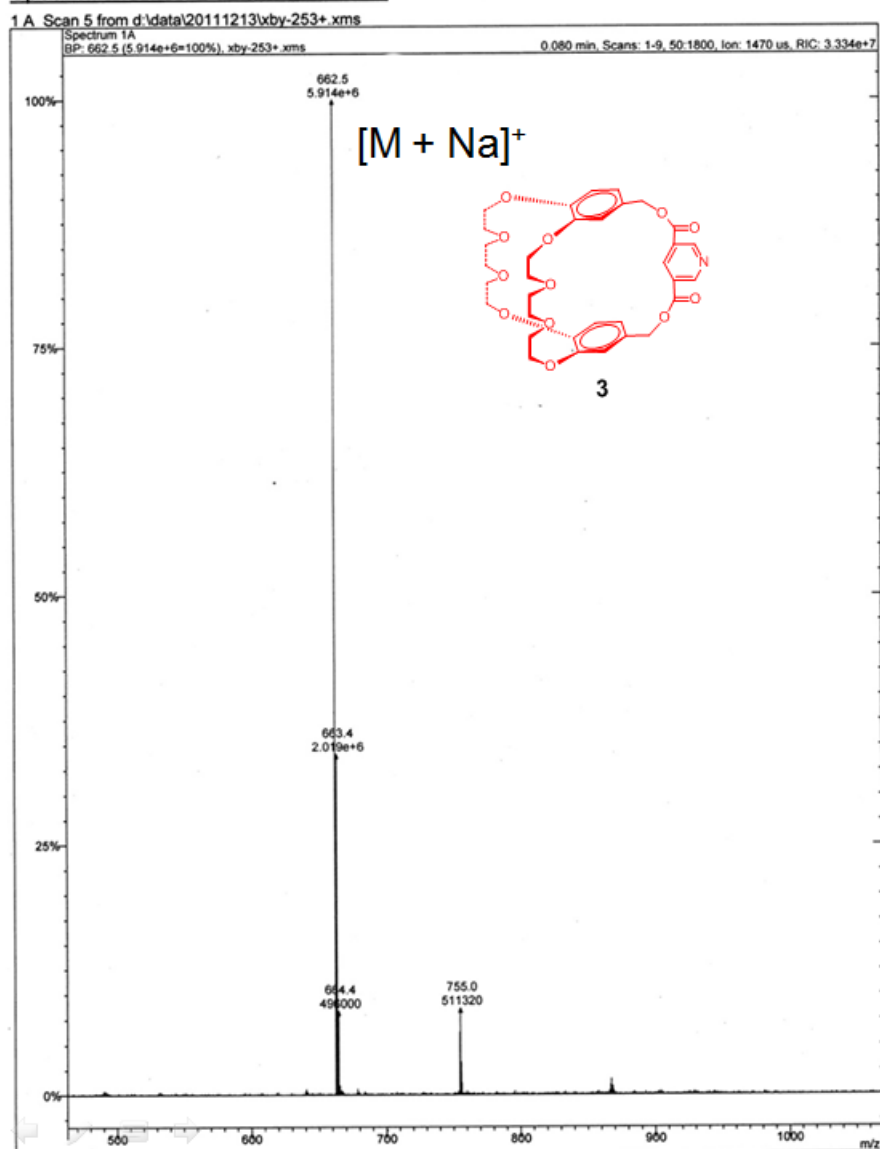 1 A Scan 5 from d:\data\20111213\xby-253+.xms
Spectrum 1A
BP: 662.5 (5.914e+6=100%), xby-253+.xms 0.080 min, Scans: 1-9, 50:1800, Ion: 1470 us, RIC: 3.334e+7
662.5
5.914e+6
100%
[M + Na]⁺
O O O O O O O O O O O O N
3
75%
50%
663.4
2.019e+6
25%
664.4
496000
755.0
511320
0%
500 600 700 800 900 1000 m/z